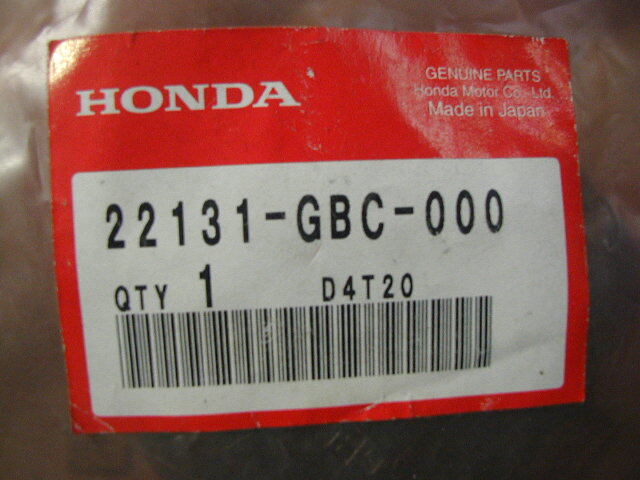 HONDA
GENUINE PARTS
Honda Motor Co., Ltd.
Made in Japan
22131-GBC-000
QTY 1 D4T20